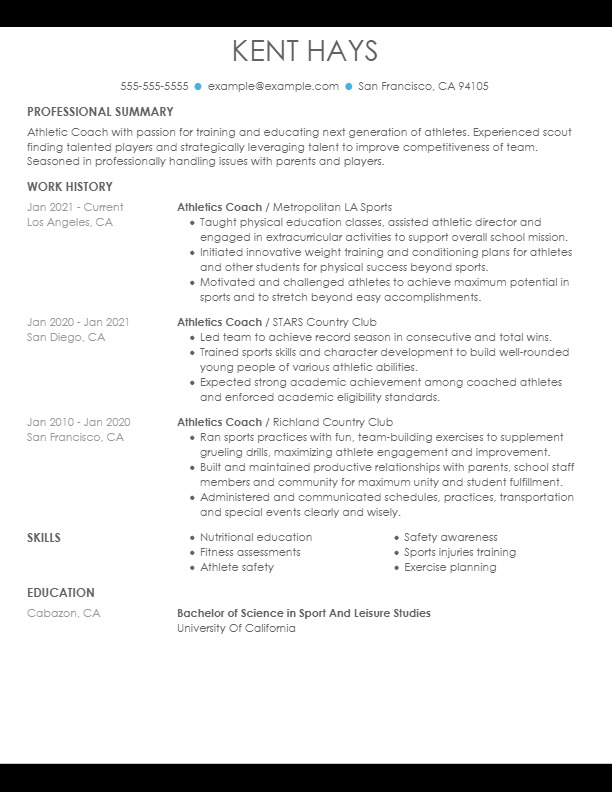 KENT HAYS
555-555-5555 ● example@example.com ● San Francisco, CA 94105
PROFESSIONAL SUMMARY
Athletic Coach with passion for training and educating next generation of athletes. Experienced scout
finding talented players and strategically leveraging talent to improve competitiveness of team.
Seasoned in professionally handling issues with parents and players.
WORK HISTORY
Jan 2021 - Current
Los Angeles, CA
Athletics Coach / Metropolitan LA Sports
● Taught physical education classes, assisted athletic director and
engaged in extracurricular activities to support overall school mission.
● Initiated innovative weight training and conditioning plans for athletes
and other students for physical success beyond sports.
● Motivated and challenged athletes to achieve maximum potential in
sports and to stretch beyond easy accomplishments.
Jan 2020 - Jan 2021
San Diego, CA
Athletics Coach / STARS Country Club
● Led team to achieve record season in consecutive and total wins.
● Trained sports skills and character development to build well-rounded
young people of various athletic abilities.
● Expected strong academic achievement among coached athletes
and enforced academic eligibility standards.
Jan 2010 - Jan 2020
San Francisco, CA
Athletics Coach / Richland Country Club
● Ran sports practices with fun, team-building exercises to supplement
grueling drills, maximizing athlete engagement and improvement.
● Built and maintained productive relationships with parents, school staff
members and community for maximum unity and student fulfillment.
● Administered and communicated schedules, practices, transportation
and special events clearly and wisely.
SKILLS
● Nutritional education
● Fitness assessments
● Athlete safety
● Safety awareness
● Sports injuries training
● Exercise planning
EDUCATION
Cabazon, CA
Bachelor of Science in Sport And Leisure Studies
University Of California